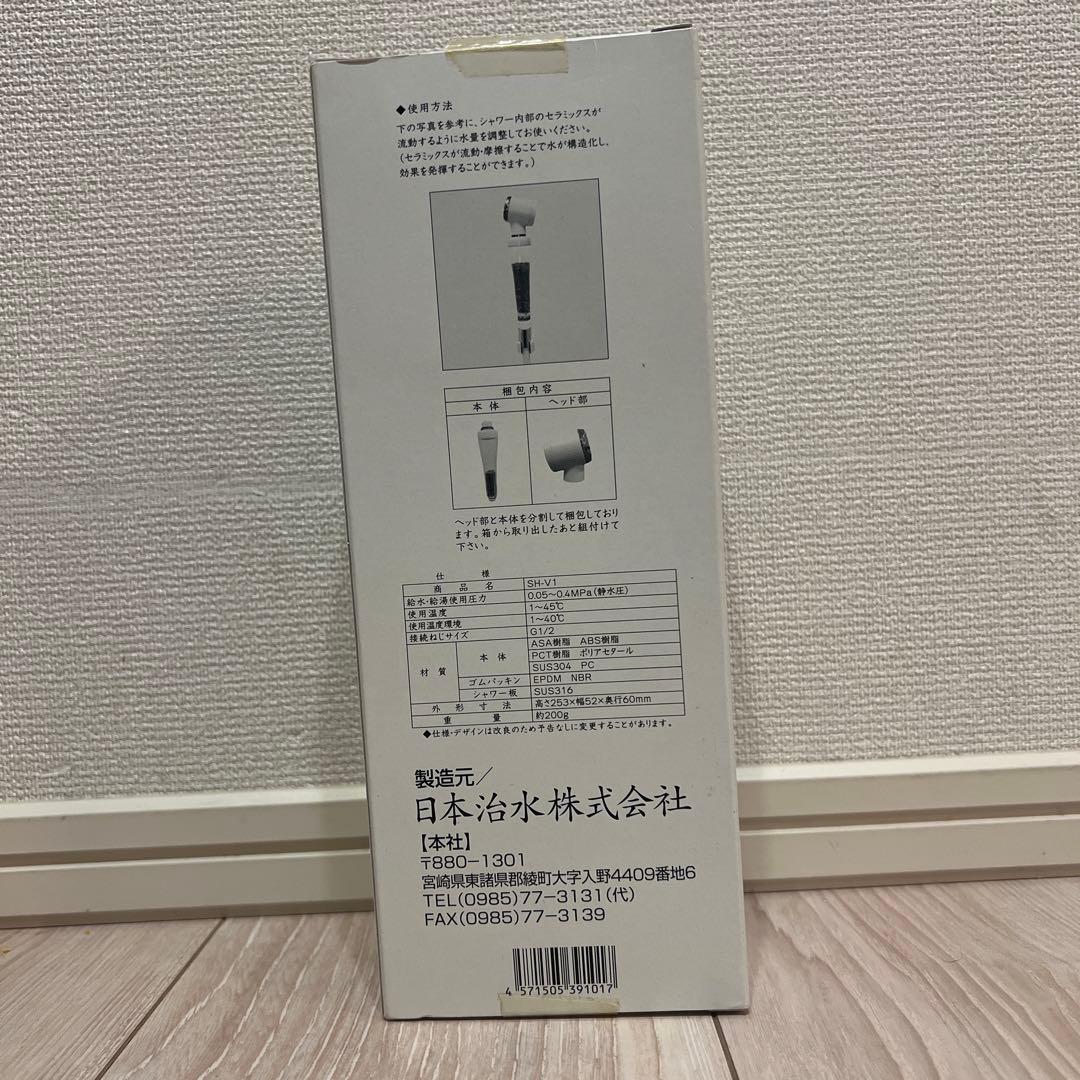 ◆使用方法
下の写真を参考に、シャワー内部のセラミックスが
流動するように水量を調整してお使いください。
(セラミックスが流動・摩擦することで水が構造化し、
効果を発揮することができます。)
梱包内容
本体 ヘッド部
ヘッド部と本体を分割して梱包しており
ます。箱から取り出したあと組付けて
下さい。
仕様
商品名 SH-V1
給水・給湯使用圧力 0.05〜0.4MPa(静水圧)
使用温度 1〜45℃
使用温度環境 1〜40℃
接続ねじサイズ G1/2
材質 本体 ASA樹脂 ABS樹脂
PCT樹脂 ポリアセタール
SUS304 PC
ゴムパッキン EPDM NBR
シャワー板 SUS316
外形寸法 高さ253×幅52×奥行60mm
重量 約200g
◆仕様・デザインは改良のため予告なしに変更することがあります。
製造元/
日本治水株式会社
【本社】
〒880-1301
宮崎県東諸県郡綾町大字入野4409番地6
TEL(0985)77-3131(代)
FAX(0985)77-3139
4 571505 391017